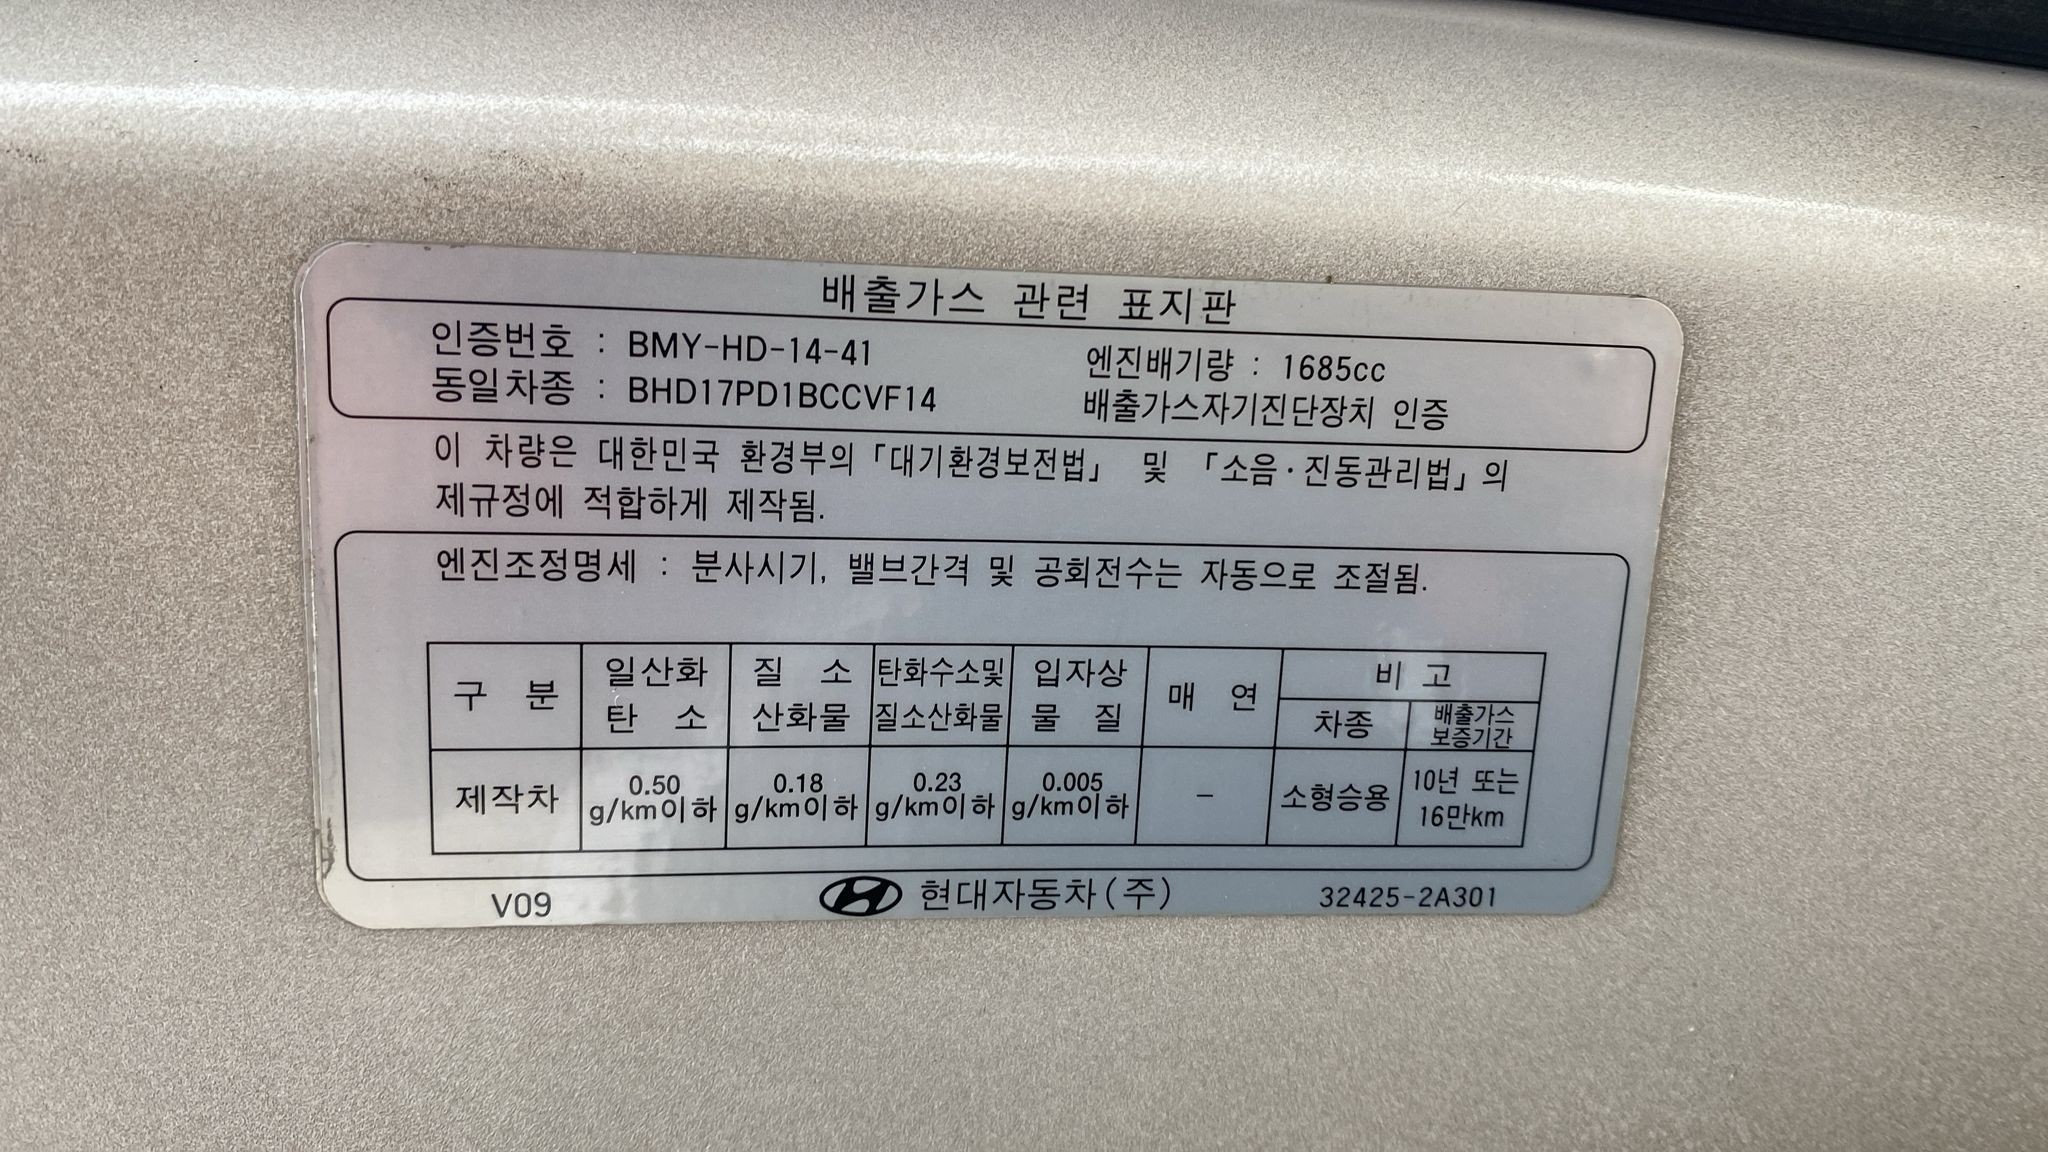 배출가스 관련 표지판
인증번호 : BMY-HD-14-41
엔진배기량 : 1685cc
동일차종 : BHD17PD1BCCVF14
배출가스자기진단장치 인증
이 차량은 대한민국 환경부의 「대기환경보전법」 및 「소음·진동관리법」의
제규정에 적합하게 제작됨.
엔진조정명세 : 분사시기, 밸브간격 및 공회전수는 자동으로 조절됨.
구 분
일산화
탄 소
질 소
산화물
탄화수소및
질소산화물
입자상
물 질
매 연
비 고
차종
배출가스
보증기간
제작차
0.50
g/km이하
0.18
g/km이하
0.23
g/km이하
0.005
g/km이하
–
소형승용
10년 또는
16만km
V09
현대자동차(주)
32425-2A301